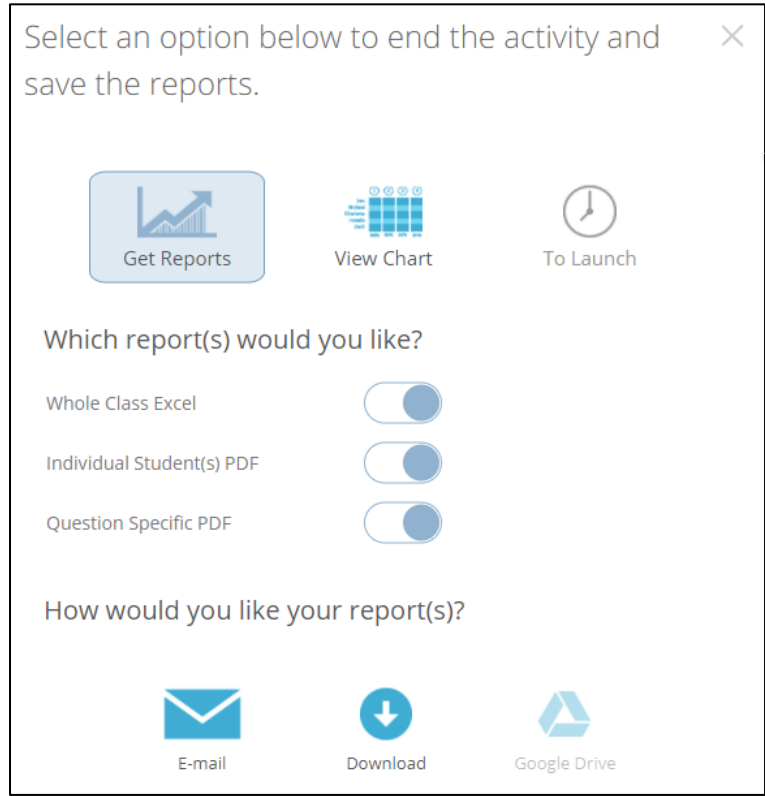 Select an option below to end the activity and
save the reports.
Get Reports
View Chart
To Launch
Which report(s) would you like?
Whole Class Excel
Individual Student(s) PDF
Question Specific PDF
How would you like your report(s)?
E-mail
Download
Google Drive